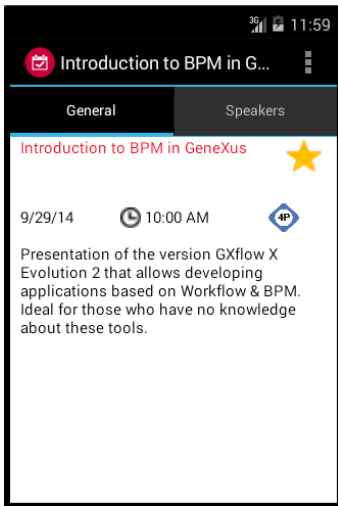 3G 11:59
Introduction to BPM in G...
General Speakers
Introduction to BPM in GeneXus
9/29/14 10:00 AM 4P
Presentation of the version GXflow X
Evolution 2 that allows developing
applications based on Workflow & BPM.
Ideal for those who have no knowledge
about these tools.